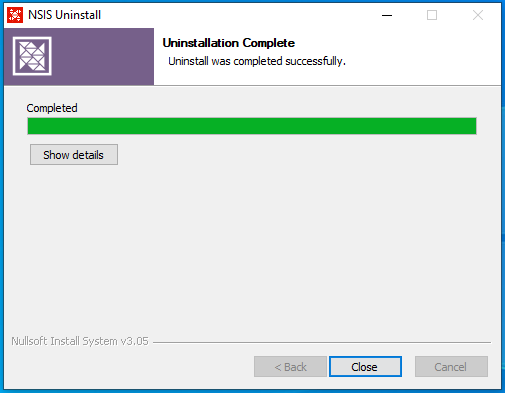 NSIS Uninstall
Uninstallation Complete
Uninstall was completed successfully.
Completed
Show details
Nullsoft Install System v3.05
< Back
Close
Cancel